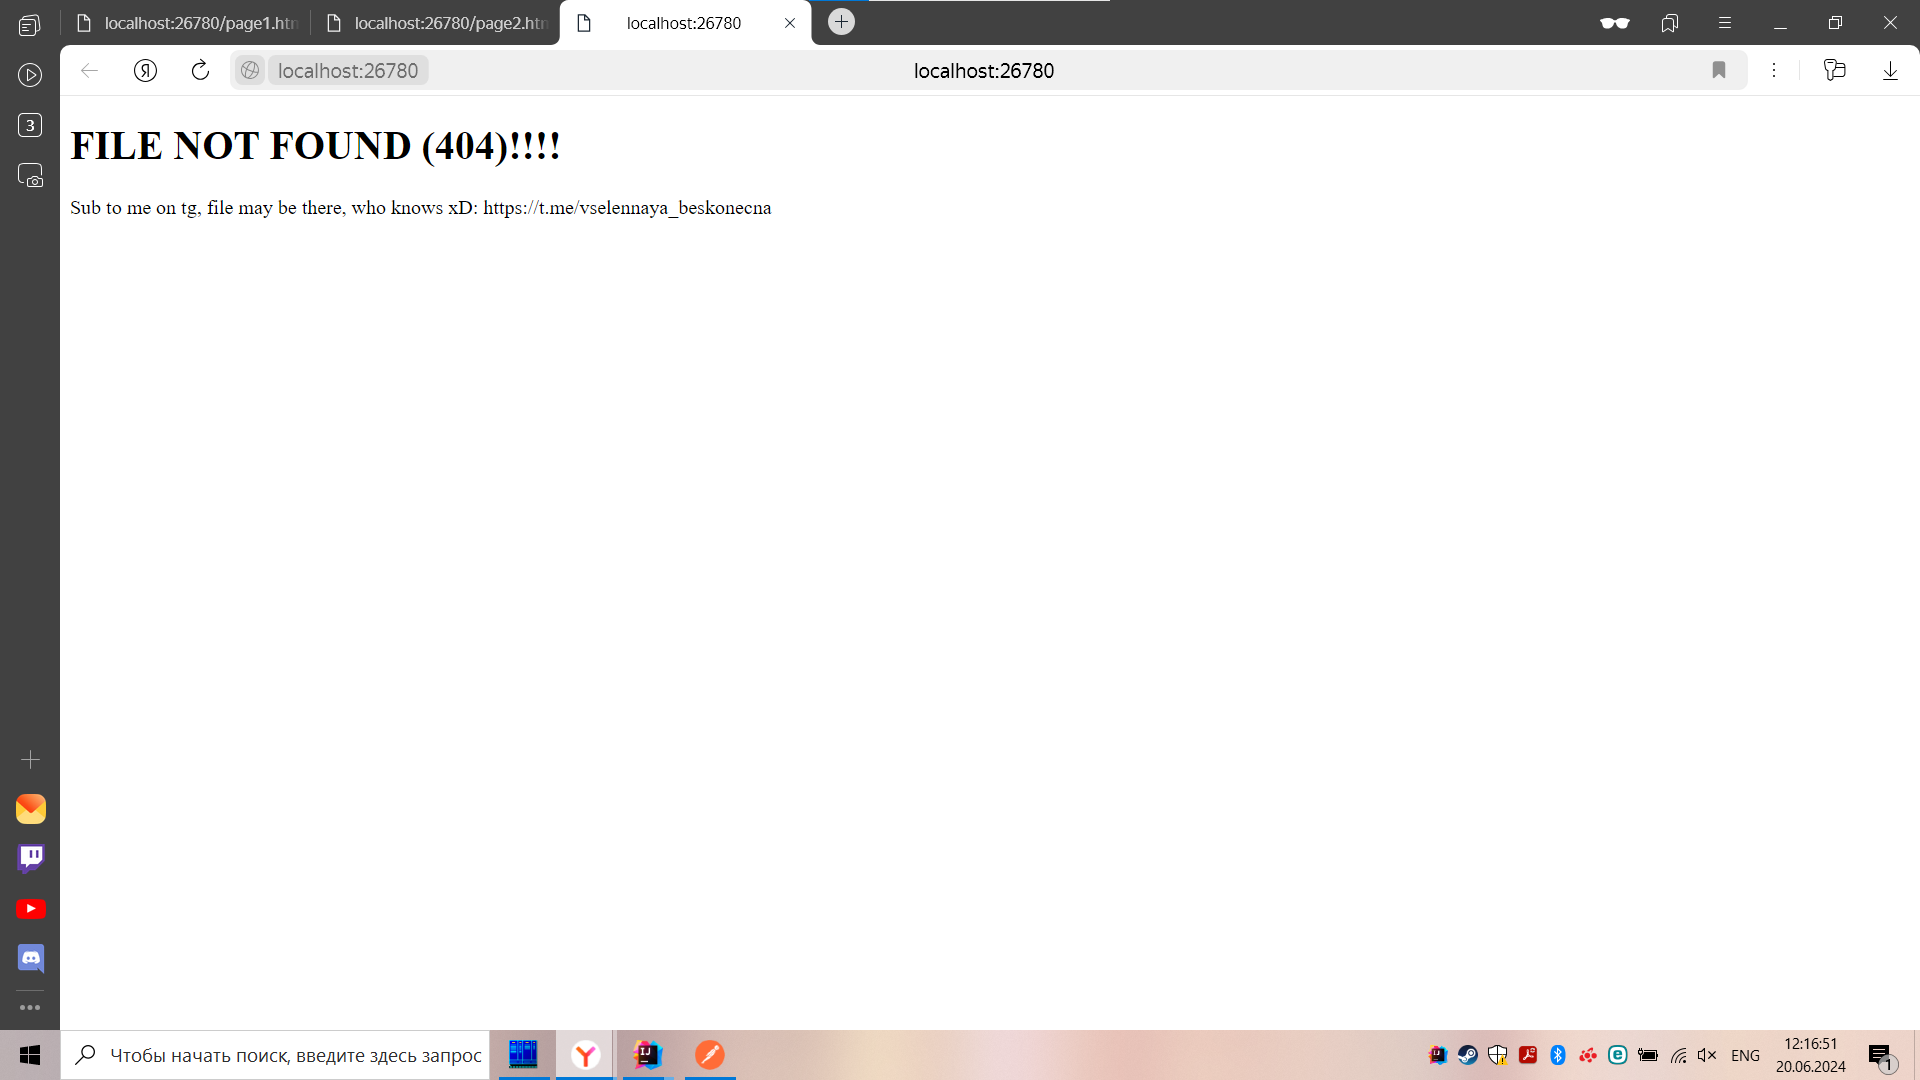 localhost:26780/page1.htm
localhost:26780/page2.htm
localhost:26780
Я
localhost:26780
localhost:26780
3
FILE NOT FOUND (404)!!!!
Sub to me on tg, file may be there, who knows xD: https://t.me/vselennaya_beskonecna
Чтобы начать поиск, введите здесь запрос
Y
IJ
e
ENG
12:16:51
20.06.2024
1